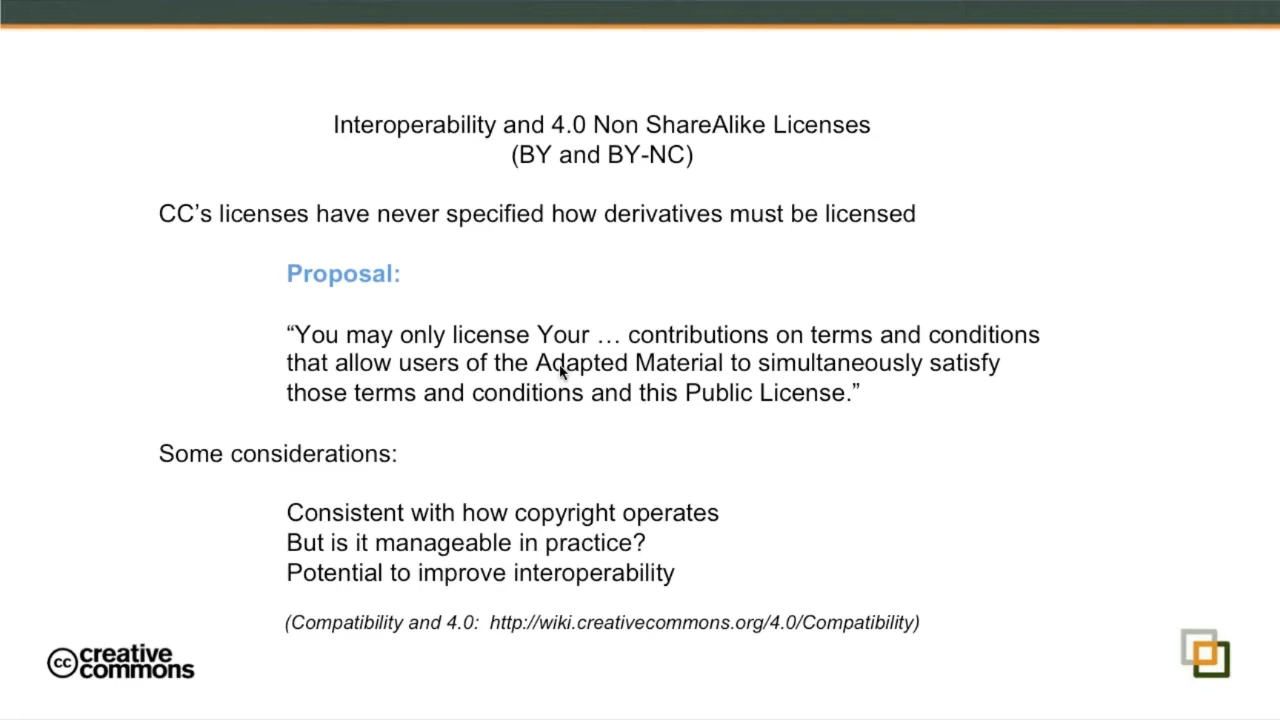 Interoperability and 4.0 Non ShareAlike Licenses
(BY and BY-NC)
CC’s licenses have never specified how derivatives must be licensed
Proposal:
“You may only license Your … contributions on terms and conditions
that allow users of the Adapted Material to simultaneously satisfy
those terms and conditions and this Public License.”
Some considerations:
Consistent with how copyright operates
But is it manageable in practice?
Potential to improve interoperability
(Compatibility and 4.0:  http://wiki.creativecommons.org/4.0/Compatibility)
cc creative
commons